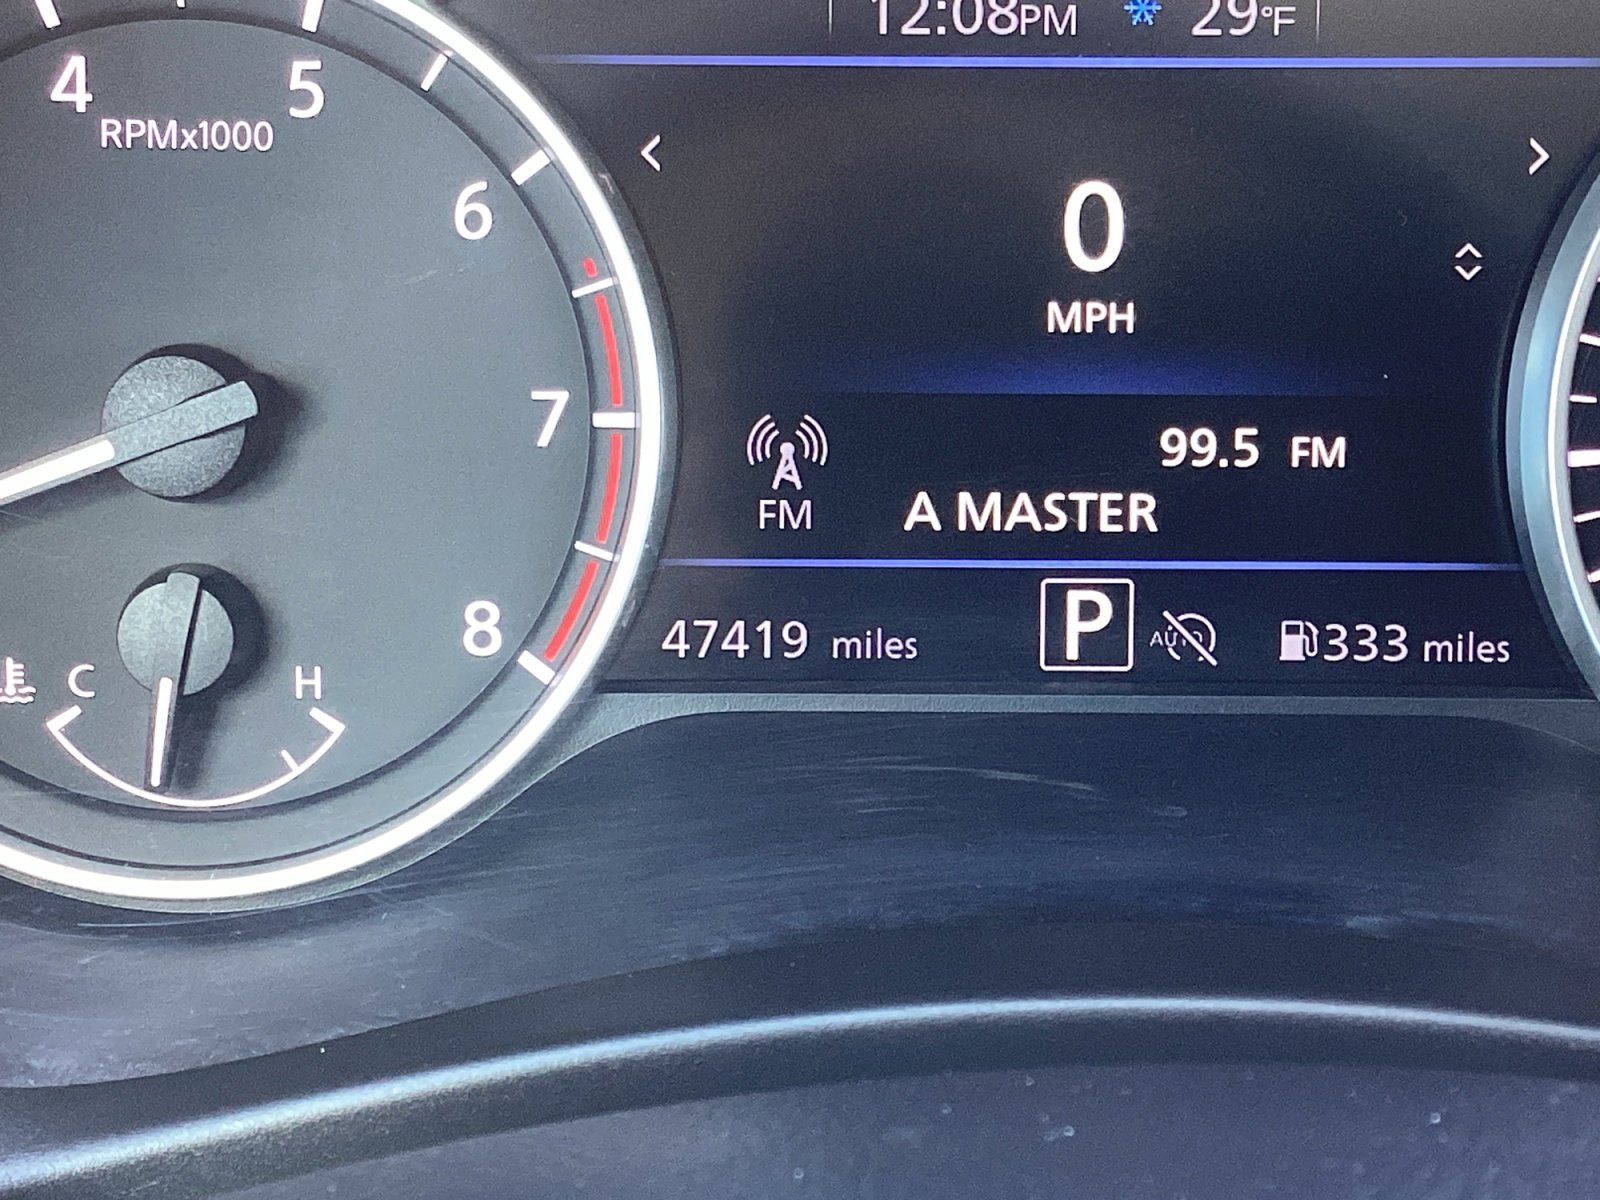 12:08PM 29°F
4
5
RPMx1000
6
7
8
C H
0
MPH
99.5 FM
FM
A MASTER
47419 miles
P
AUTO
333 miles